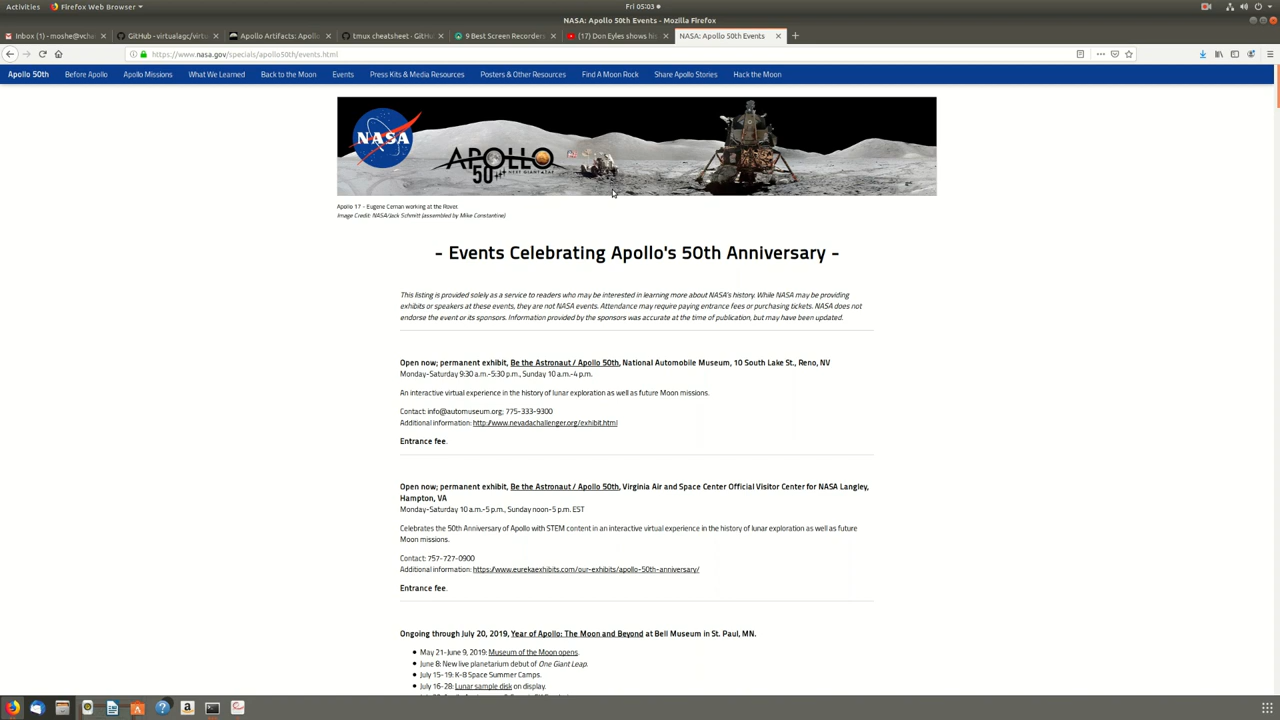 Activities Firefox Web Browser Fri 05:03
NASA: Apollo 50th Events - Mozilla Firefox
Inbox (1) - moshe@vcha GitHub - virtualagc/virtu Apollo Artifacts: Apoll tmux cheatsheet · GitHu 9 Best Screen Recorders (17) Don Eyles shows his NASA: Apollo 50th Events
https://www.nasa.gov/specials/apollo50th/events.html
Apollo 50th Before Apollo Apollo Missions What We Learned Back to the Moon Events Press Kits & Media Resources Posters & Other Resources Find A Moon Rock Share Apollo Stories Hack the Moon
NASA
APOLLO
50
NEXT GIANT LEAP
Apollo 17 - Eugene Cernan working at the Rover.
Image Credit: NASA/Jack Schmitt (assembled by Mike Constantine)
- Events Celebrating Apollo's 50th Anniversary -
This listing is provided solely as a service to readers who may be interested in learning more about NASA's history. While NASA may be providing
exhibits or speakers at these events, they are not NASA events. Attendance may require paying entrance fees or purchasing tickets. NASA does not
endorse the event or its sponsors. Information provided by the sponsors was accurate at the time of publication, but may have been updated.
Open now; permanent exhibit, Be the Astronaut / Apollo 50th, National Automobile Museum, 10 South Lake St., Reno, NV
Monday-Saturday 9:30 a.m.-5:30 p.m., Sunday 10 a.m.-4 p.m.
An interactive virtual experience in the history of lunar exploration as well as future Moon missions.
Contact: info@automuseum.org; 775-333-9300
Additional information: http://www.nevadachallenger.org/exhibit.html
Entrance fee.
Open now; permanent exhibit, Be the Astronaut / Apollo 50th, Virginia Air and Space Center Official Visitor Center for NASA Langley,
Hampton, VA
Monday-Saturday 10 a.m.-5 p.m., Sunday noon-5 p.m. EST
Celebrates the 50th Anniversary of Apollo with STEM content in an interactive virtual experience in the history of lunar exploration as well as future
Moon missions.
Contact: 757-727-0900
Additional information: https://www.eurekaexhibits.com/our-exhibits/apollo-50th-anniversary/
Entrance fee.
Ongoing through July 20, 2019, Year of Apollo: The Moon and Beyond at Bell Museum in St. Paul, MN.
May 21-June 9, 2019: Museum of the Moon opens.
June 8: New live planetarium debut of One Giant Leap.
July 15-19: K-8 Space Summer Camps.
July 16-28: Lunar sample disk on display.